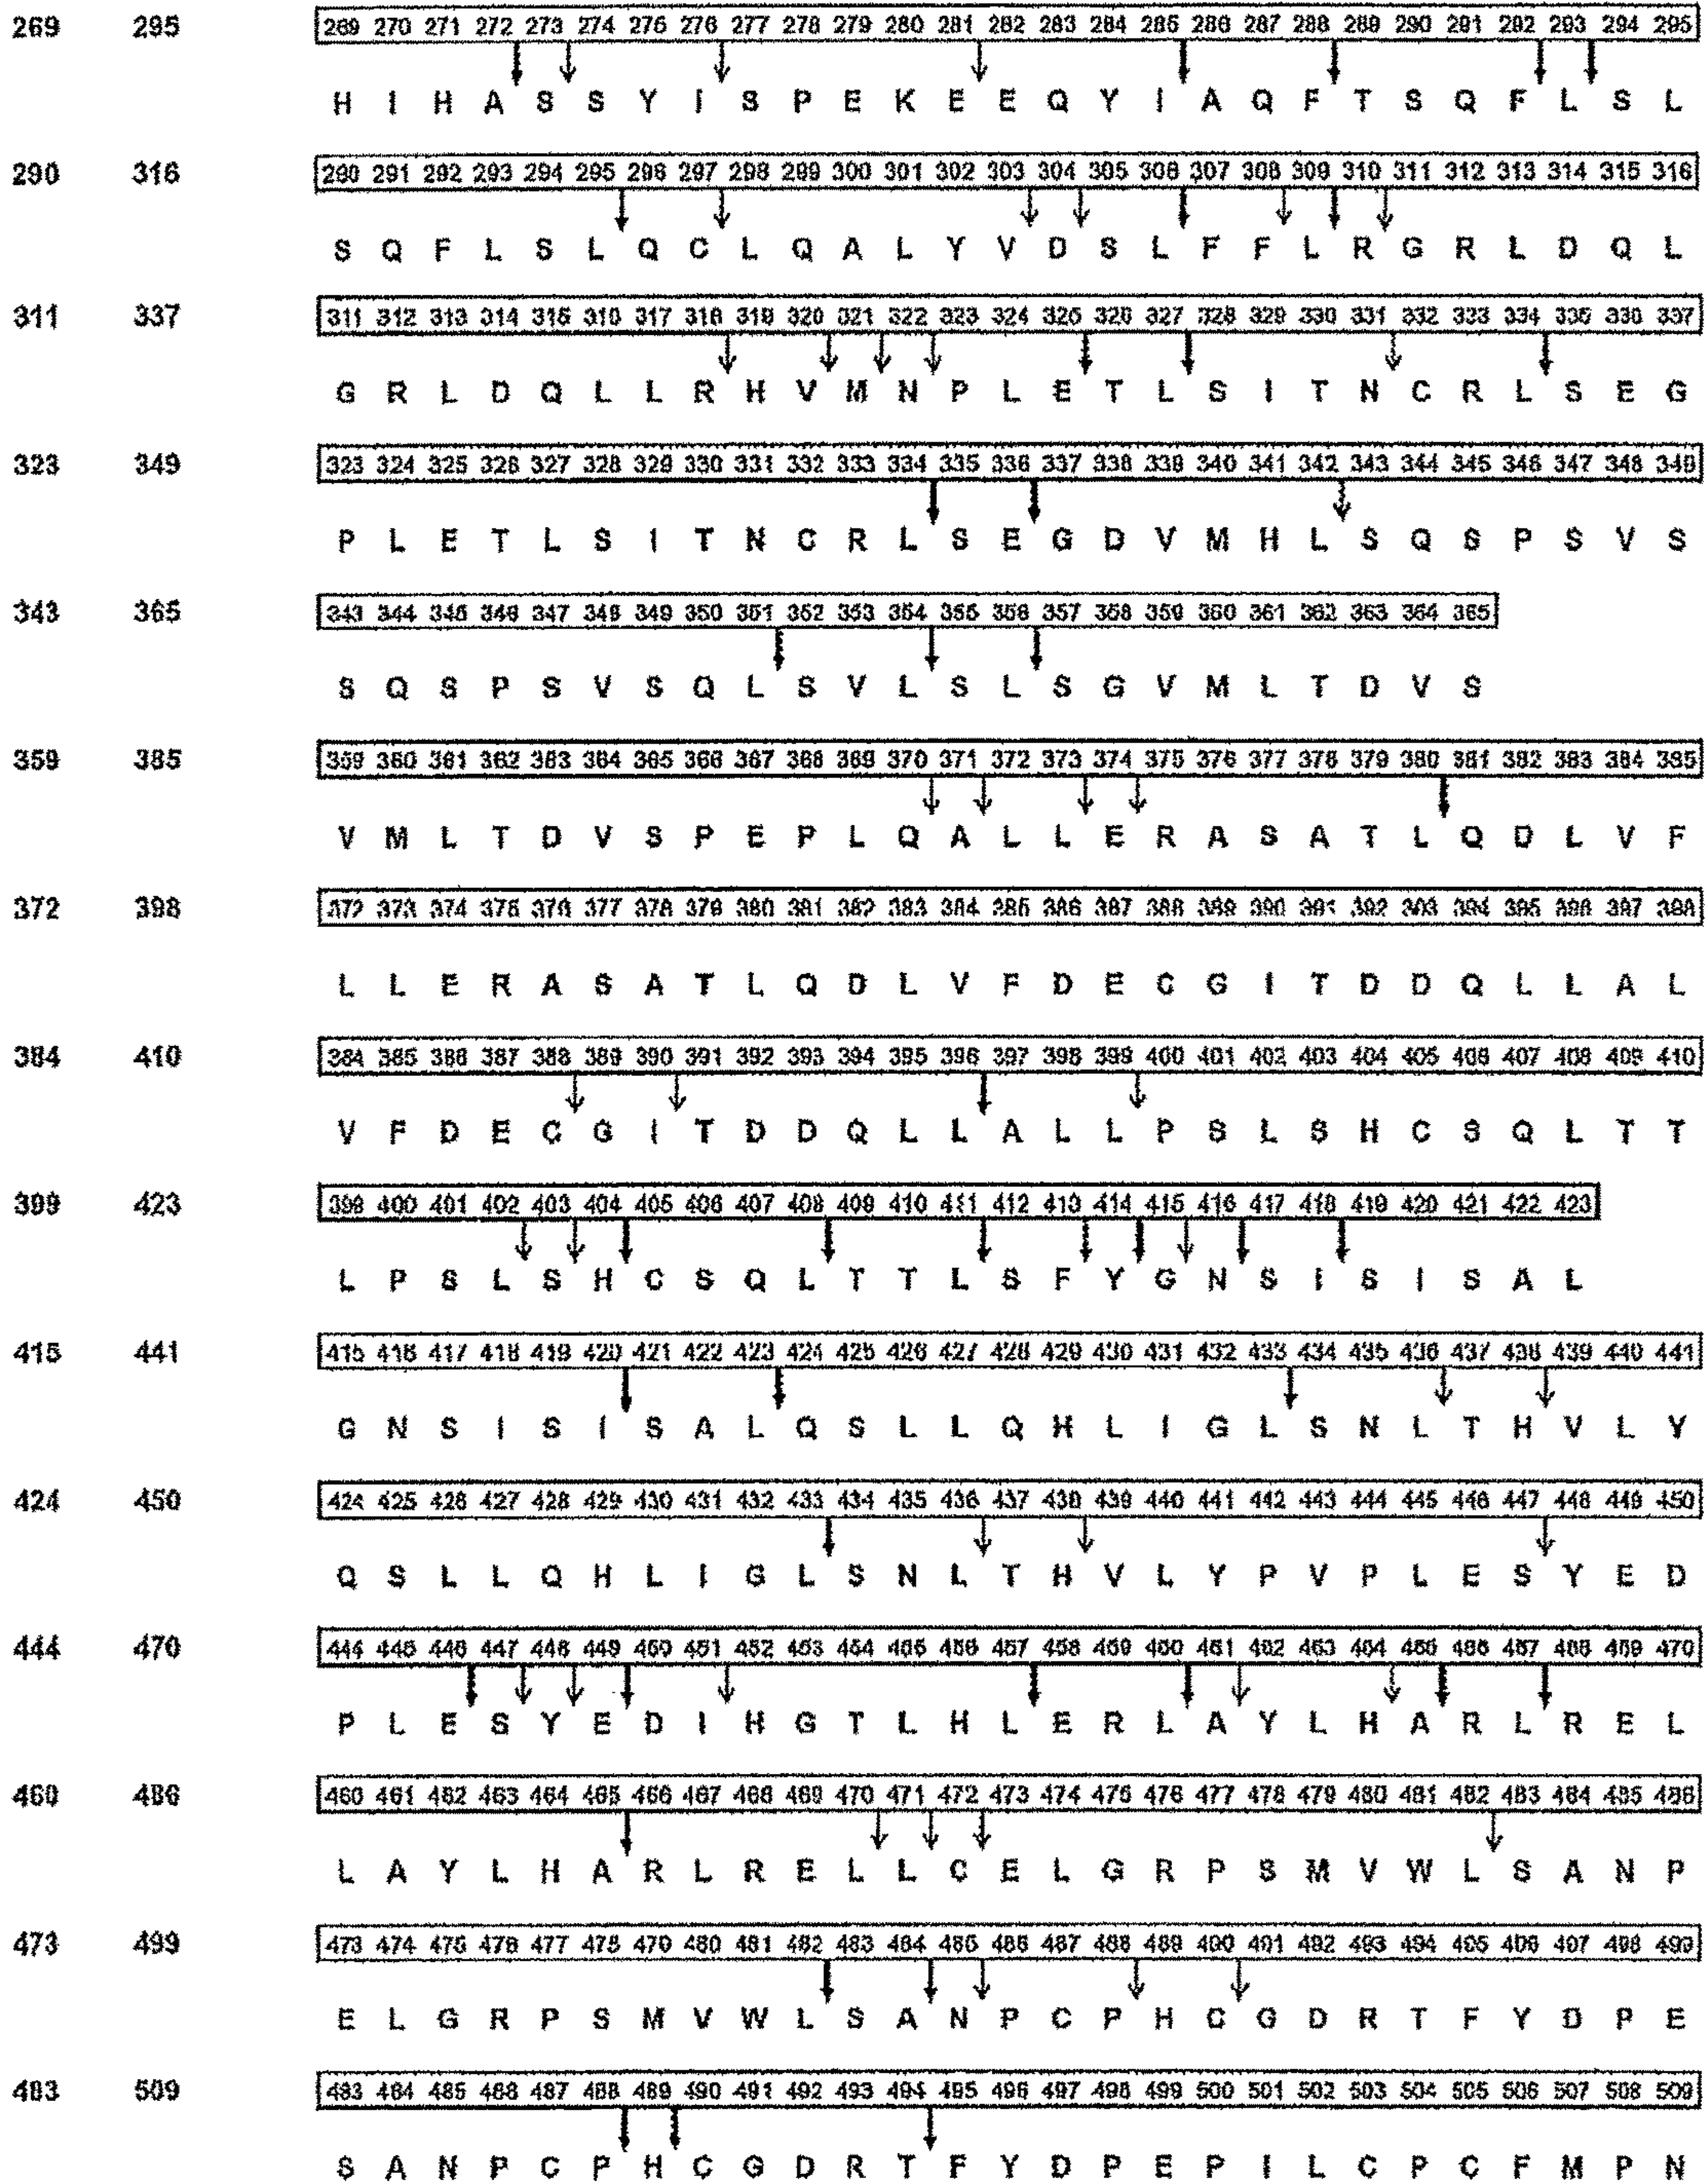 269 295 269 270 271 272 273 274 275 276 277 278 279 280 281 282 283 284 285 286 287 288 289 290 291 292 293 294 295
H I H A S S Y I S P E K E E Q Y I A Q F T S Q F L S L
290 316 290 291 292 293 294 295 296 297 298 299 300 301 302 303 304 305 306 307 308 309 310 311 312 313 314 315 316
S Q F L S L Q C L Q A L Y V D S L F F L R G R L D Q L
311 337 311 312 313 314 315 316 317 318 319 320 321 322 323 324 325 326 327 328 329 330 331 332 333 334 335 336 337
G R L D Q L L R H V M N P L E T L S I T N C R L S E G
323 349 323 324 325 326 327 328 329 330 331 332 333 334 335 336 337 338 339 340 341 342 343 344 345 346 347 348 349
P L E T L S I T N C R L S E G D V M H L S Q S P S V S
343 365 343 344 345 346 347 348 349 350 351 352 353 354 355 356 357 358 359 360 361 362 363 364 365
S Q S P S V S Q L S V L S L S G V M L T D V S
359 385 359 360 361 362 363 364 365 366 367 368 369 370 371 372 373 374 375 376 377 378 379 380 381 382 383 384 385
V M L T D V S P E P L Q A L L E R A S A T L Q D L V F
372 398 372 373 374 375 376 377 378 379 380 381 382 383 384 385 386 387 388 389 390 391 392 393 394 395 396 397 398
L L E R A S A T L Q D L V F D E C G I T D D Q L L A L
384 410 384 385 386 387 388 389 390 391 392 393 394 395 396 397 398 399 400 401 402 403 404 405 406 407 408 409 410
V F D E C G I T D D Q L L A L L P S L S H C S Q L T T
399 423 399 400 401 402 403 404 405 406 407 408 409 410 411 412 413 414 415 416 417 418 419 420 421 422 423
L P S L S H C S Q L T T L S F Y G N S I S I S A L
415 441 415 416 417 418 419 420 421 422 423 424 425 426 427 428 429 430 431 432 433 434 435 436 437 438 439 440 441
G N S I S I S A L Q S L L Q H L I G L S N L T H V L Y
424 450 424 425 426 427 428 429 430 431 432 433 434 435 436 437 438 439 440 441 442 443 444 445 446 447 448 449 450
Q S L L Q H L I G L S N L T H V L Y P V P L E S Y E D
444 470 444 445 446 447 448 449 450 451 452 453 454 455 456 457 458 459 460 461 462 463 464 465 466 467 468 469 470
P L E S Y E D I H G T L H L E R L A Y L H A R L R E L
460 486 460 461 462 463 464 465 466 467 468 469 470 471 472 473 474 475 476 477 478 479 480 481 482 483 484 485 486
L A Y L H A R L R E L L C E L G R P S M V W L S A N P
473 499 473 474 475 476 477 478 479 480 481 482 483 484 485 486 487 488 489 490 491 492 493 494 495 496 497 498 499
E L G R P S M V W L S A N P C P H C G D R T F Y D P E
483 509 483 484 485 486 487 488 489 490 491 492 493 494 495 496 497 498 499 500 501 502 503 504 505 506 507 508 509
S A N P C P H C G D R T F Y D P E P I L C P C F M P N